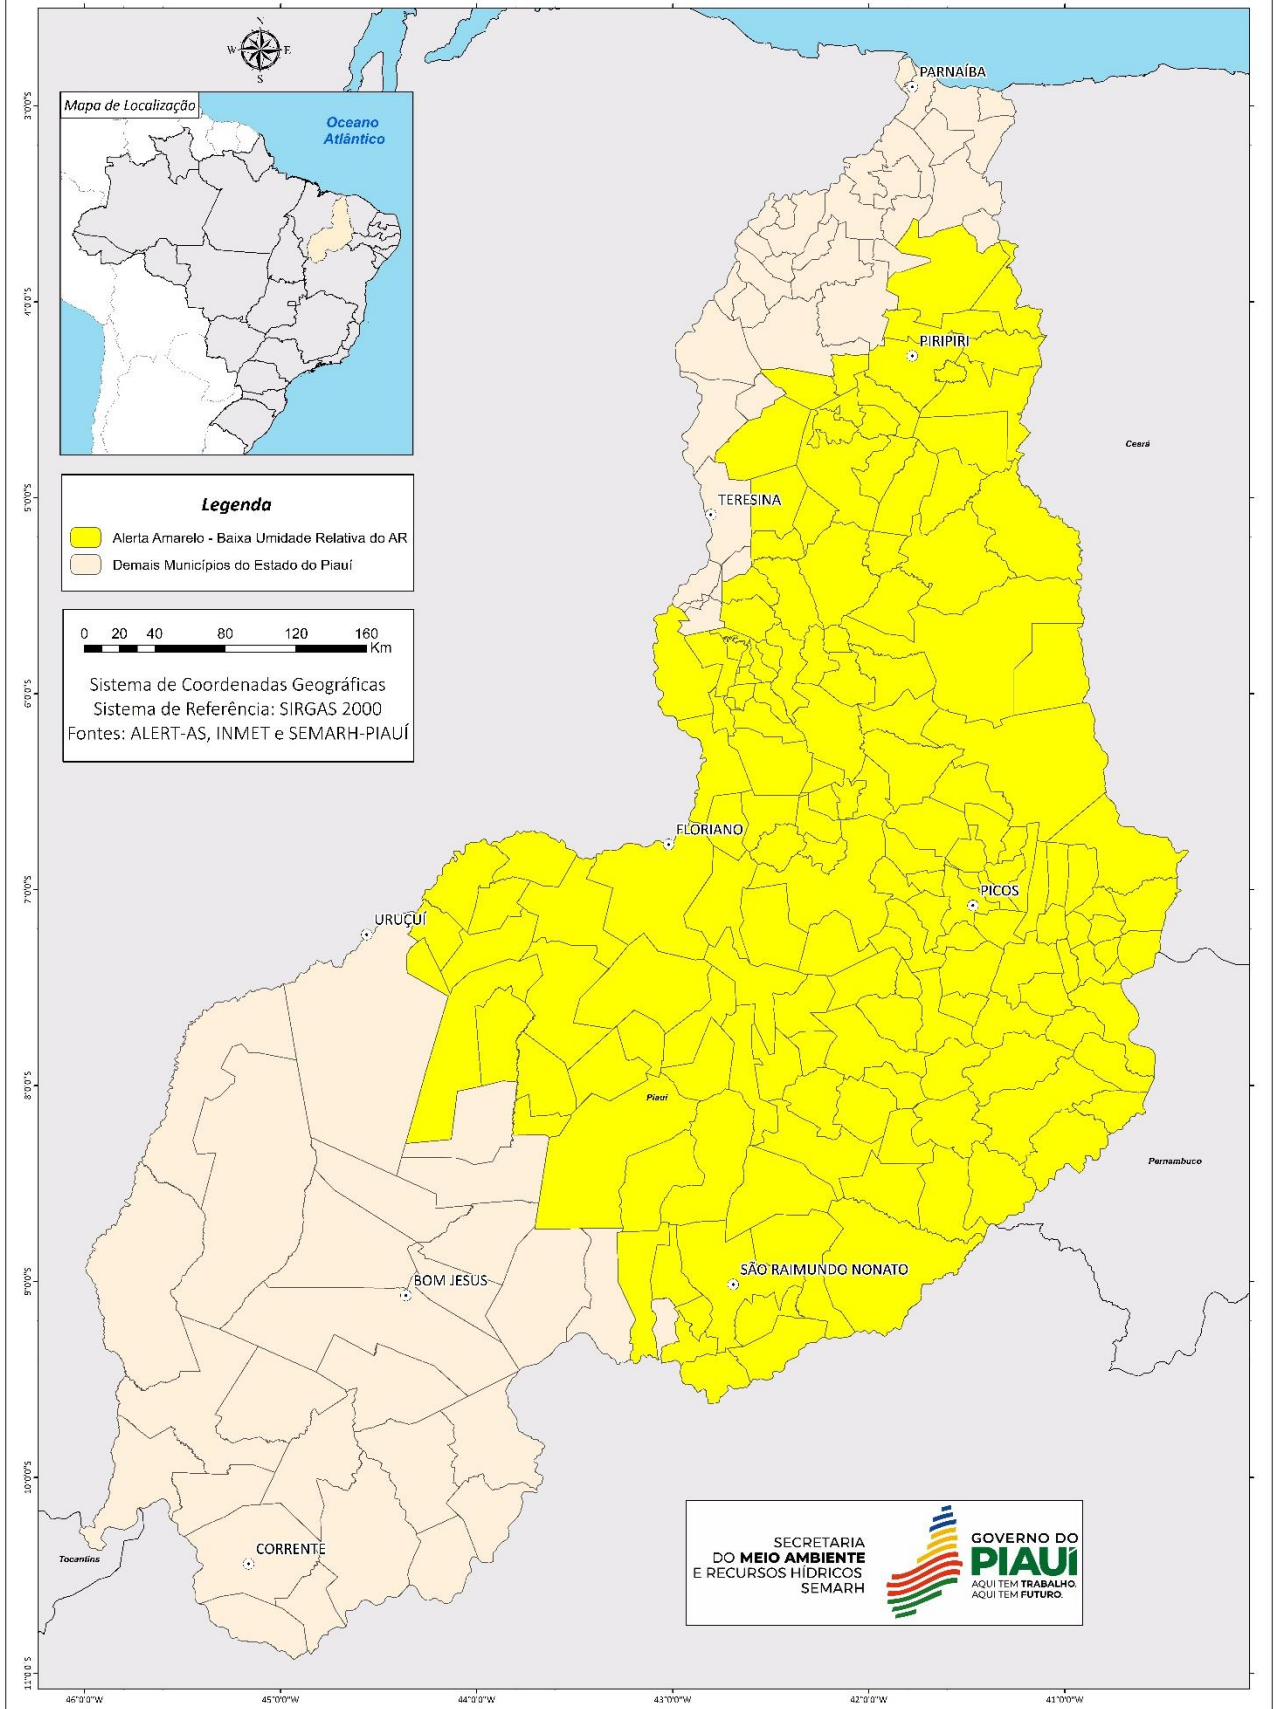 N
W
E
S
Mapa de Localização
Oceano
Atlântico
Legenda
Alerta Amarelo - Baixa Umidade Relativa do AR
Demais Municípios do Estado do Piauí
0 20 40 80 120 160
Km
Sistema de Coordenadas Geográficas
Sistema de Referência: SIRGAS 2000
Fontes: ALERT-AS, INMET e SEMARH-PIAUÍ
PARNAÍBA
PIRIPIRI
Ceará
TERESINA
FLORIANO
PICOS
URUÇUÍ
Piauí
Pernambuco
SÃO RAIMUNDO NONATO
BOM JESUS
CORRENTE
Tocantins
SECRETARIA
DO MEIO AMBIENTE
E RECURSOS HÍDRICOS
SEMARH
GOVERNO DO
PIAUÍ
AQUI TEM TRABALHO.
AQUI TEM FUTURO.
3°0'0"S
4°0'0"S
5°0'0"S
6°0'0"S
7°0'0"S
8°0'0"S
9°0'0"S
10°0'0"S
11°0'0"S
46°0'0"W
45°0'0"W
44°0'0"W
43°0'0"W
42°0'0"W
41°0'0"W